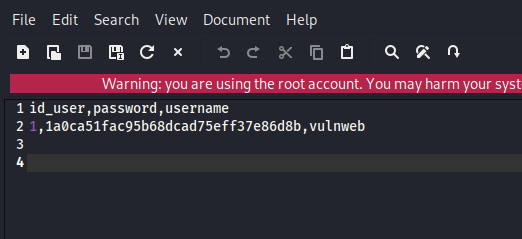 File Edit Search View Document Help
Warning: you are using the root account. You may harm your syst
1 id_user,password,username
2 1,1a0ca51fac95b68dcad75eff37e86d8b,vulnweb
3
4